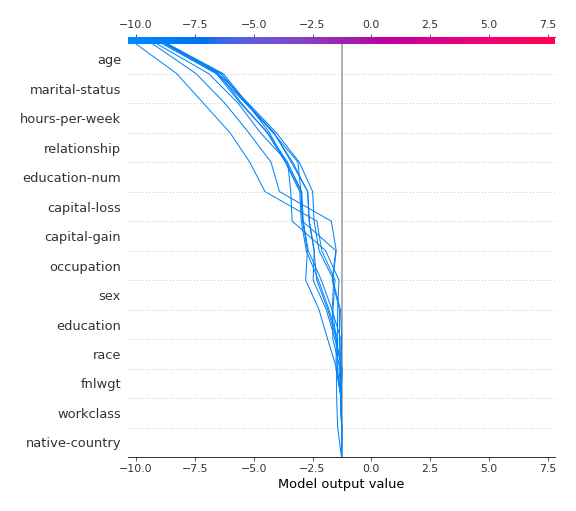 −10.0 −7.5 −5.0 −2.5 0.0 2.5 5.0 7.5
age
marital-status
hours-per-week
relationship
education-num
capital-loss
capital-gain
occupation
sex
education
race
fnlwgt
workclass
native-country
−10.0 −7.5 −5.0 −2.5 0.0 2.5 5.0 7.5
Model output value